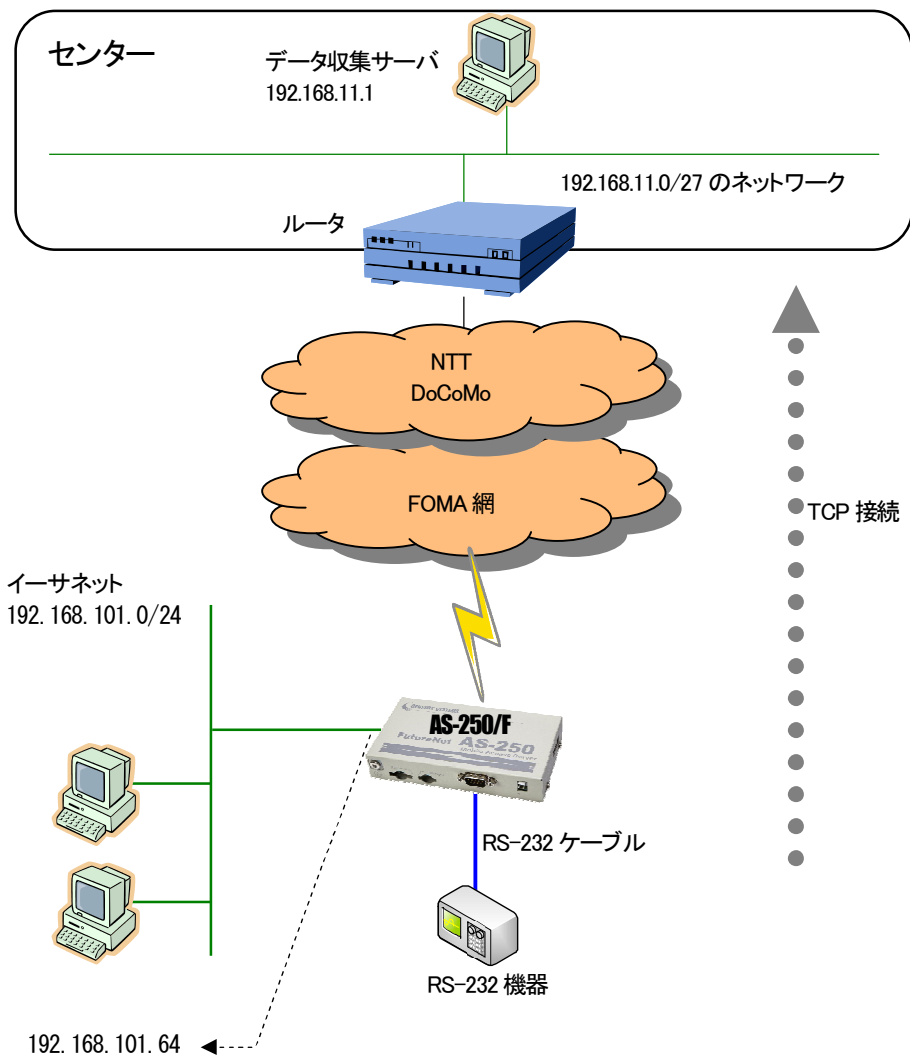 センター
データ収集サーバ
192.168.11.1
192.168.11.0/27 のネットワーク
ルータ
NTT
DoCoMo
FOMA 網
TCP 接続
イーサネット
192.168.101.0/24
AS-250/F
FutureNet AS-250
RS-232 ケーブル
RS-232 機器
192.168.101.64